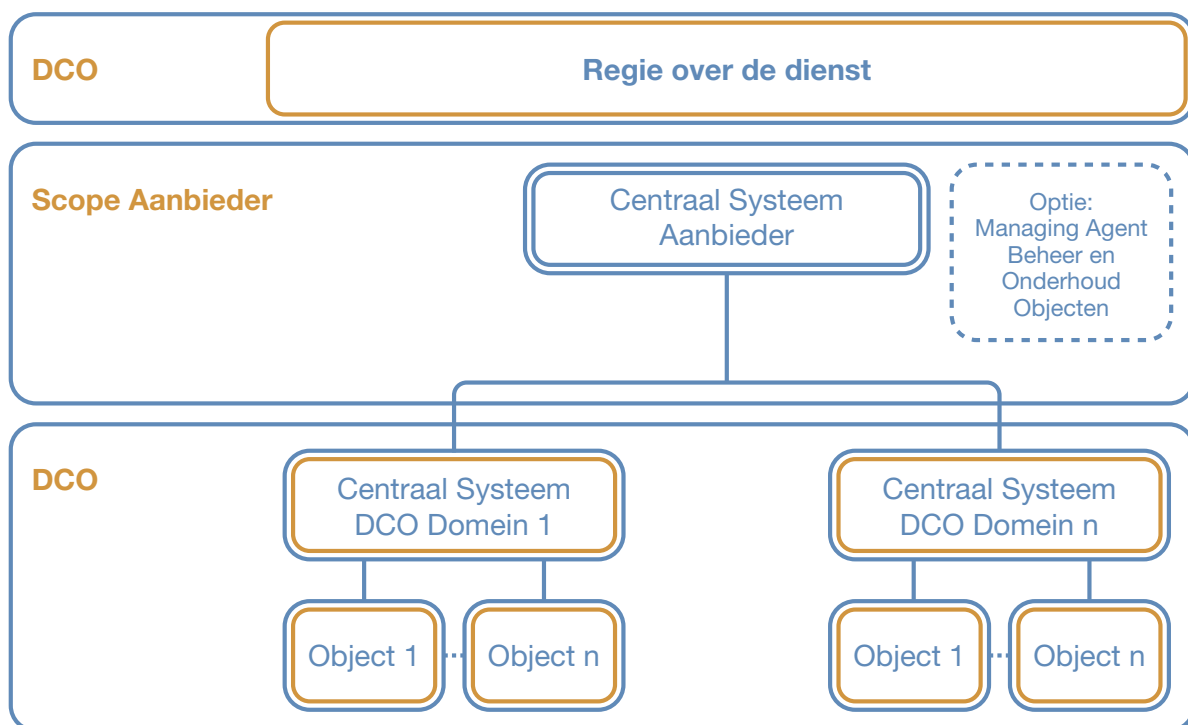 DCO
Regie over de dienst
Scope Aanbieder
Centraal Systeem
Aanbieder
Optie:
Managing Agent
Beheer en
Onderhoud
Objecten
DCO
Centraal Systeem
DCO Domein 1
Centraal Systeem
DCO Domein n
Object 1
Object n
Object 1
Object n